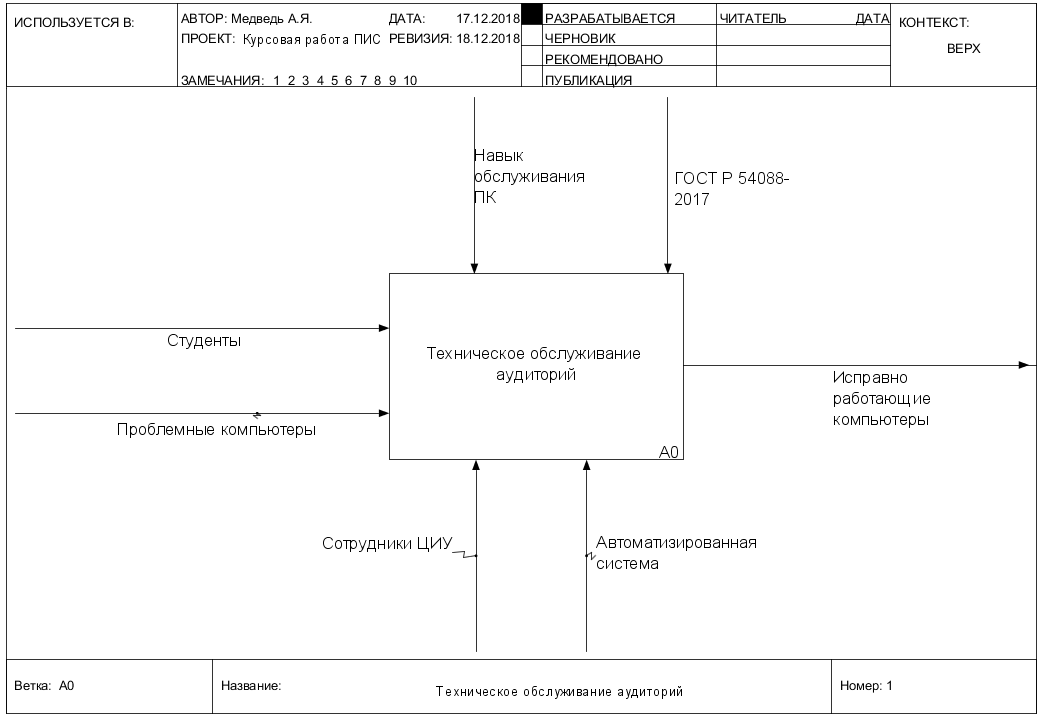 ИСПОЛЬЗУЕТСЯ В:
АВТОР: Медведь А.Я. ДАТА: 17.12.2018
ПРОЕКТ: Курсовая работа ПИС РЕВИЗИЯ: 18.12.2018
ЗАМЕЧАНИЯ: 1 2 3 4 5 6 7 8 9 10
РАЗРАБАТЫВАЕТСЯ
ЧЕРНОВИК
РЕКОМЕНДОВАНО
ПУБЛИКАЦИЯ
ЧИТАТЕЛЬ ДАТА
КОНТЕКСТ:
ВЕРХ
Навык
обслуживания
ПК
ГОСТ Р 54088-
2017
Студенты
Проблемные компьютеры
Техническое обслуживание
аудиторий
A0
Исправно
работающие
компьютеры
Сотрудники ЦИУ
Автоматизированная
система
Ветка: A0
Название:
Техническое обслуживание аудиторий
Номер: 1